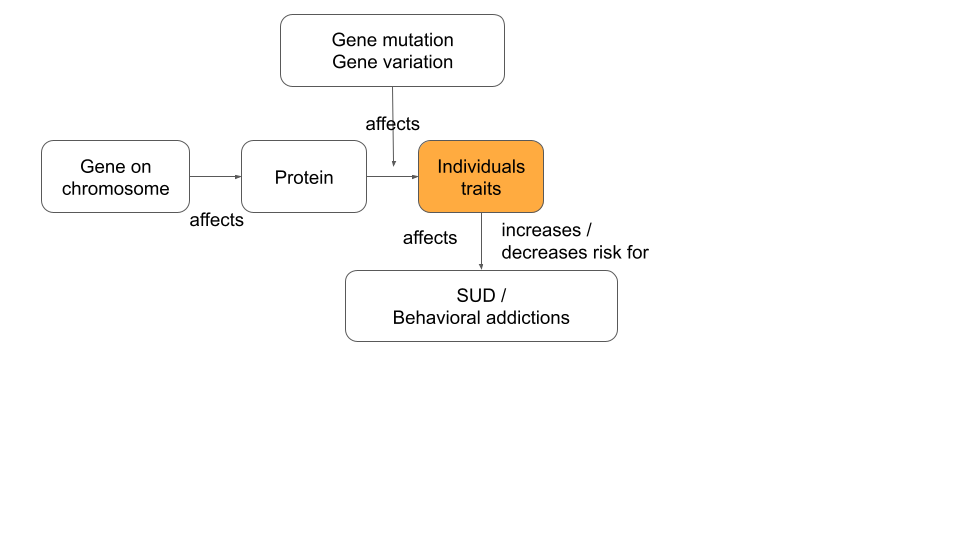 Gene mutation
Gene variation
affects
Gene on
chromosome
Protein
Individuals
traits
affects
affects
increases /
decreases risk for
SUD /
Behavioral addictions